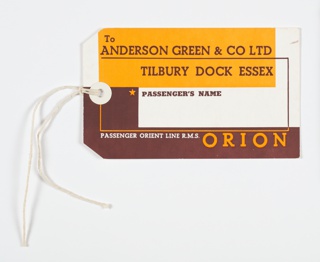 To
ANDERSON GREEN & CO LTD
TILBURY DOCK ESSEX
PASSENGER'S NAME
PASSENGER ORIENT LINE R.M.S. ORION